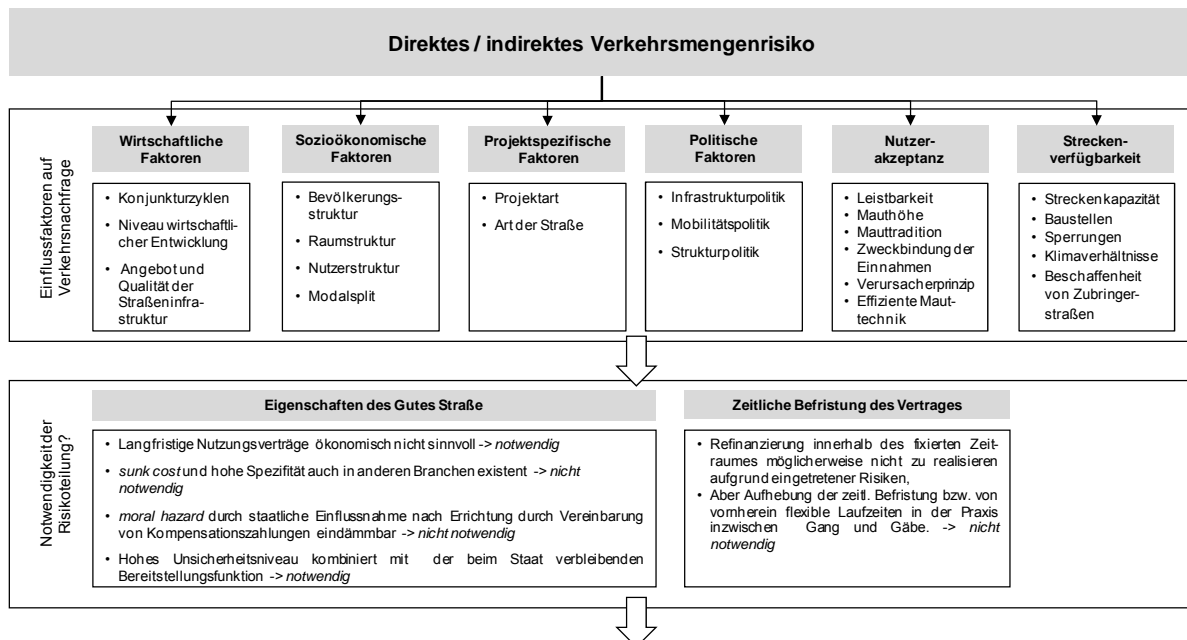 Direktes / indirektes Verkehrsmengenrisiko
Einflussfaktoren auf
Verkehrsnachfrage
Wirtschaftliche
Faktoren
• Konjunkturzyklen
• Niveau wirtschaft-
licher Entwicklung
• Angebot und
Qualität der
Straßeninfra-
struktur
Sozioökonomische
Faktoren
• Bevölkerungs-
struktur
• Raumstruktur
• Nutzerstruktur
• Modalsplit
Projektspezifische
Faktoren
• Projektart
• Art der Straße
Politische
Faktoren
• Infrastrukturpolitik
• Mobilitätspolitik
• Strukturpolitik
Nutzer-
akzeptanz
• Leistbarkeit
• Mauthöhe
• Mauttradition
• Zweckbindung der
Einnahmen
• Verursacherprinzip
• Effiziente Maut-
technik
Strecken-
verfügbarkeit
• Streckenkapazität
• Baustellen
• Sperrungen
• Klimaverhältnisse
• Beschaffenheit
von Zubringer-
straßen
Notwendigkeit der
Risikoteilung?
Eigenschaften des Gutes Straße
• Langfristige Nutzungsverträge ökonomisch nicht sinnvoll -> notwendig
• sunk cost und hohe Spezifität auch in anderen Branchen existent -> nicht
notwendig
• moral hazard durch staatliche Einflussnahme nach Errichtung durch Vereinbarung
von Kompensationszahlungen eindämmbar -> nicht notwendig
• Hohes Unsicherheitsniveau kombiniert mit der beim Staat verbleibenden
Bereitstellungsfunktion -> notwendig
Zeitliche Befristung des Vertrages
• Refinanzierung innerhalb des fixierten Zeit-
raumes möglicherweise nicht zu realisieren
aufgrund eingetretener Risiken,
• Aber Aufhebung der zeitl. Befristung bzw. von
vornherein flexible Laufzeiten in der Praxis
inzwischen Gang und Gäbe. -> nicht
notwendig